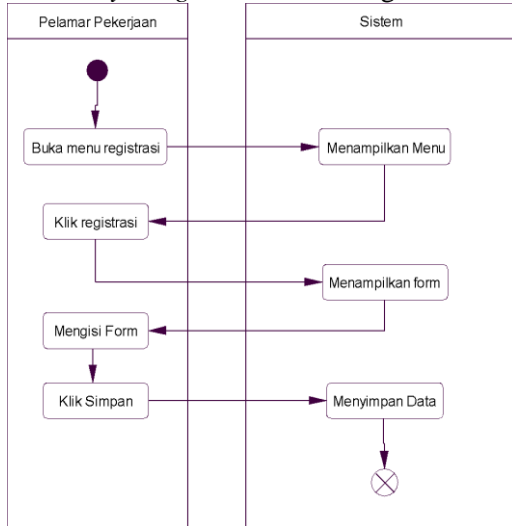 Pelamar Pekerjaan
Sistem
Buka menu registrasi
Menampilkan Menu
Klik registrasi
Menampilkan form
Mengisi Form
Klik Simpan
Menyimpan Data